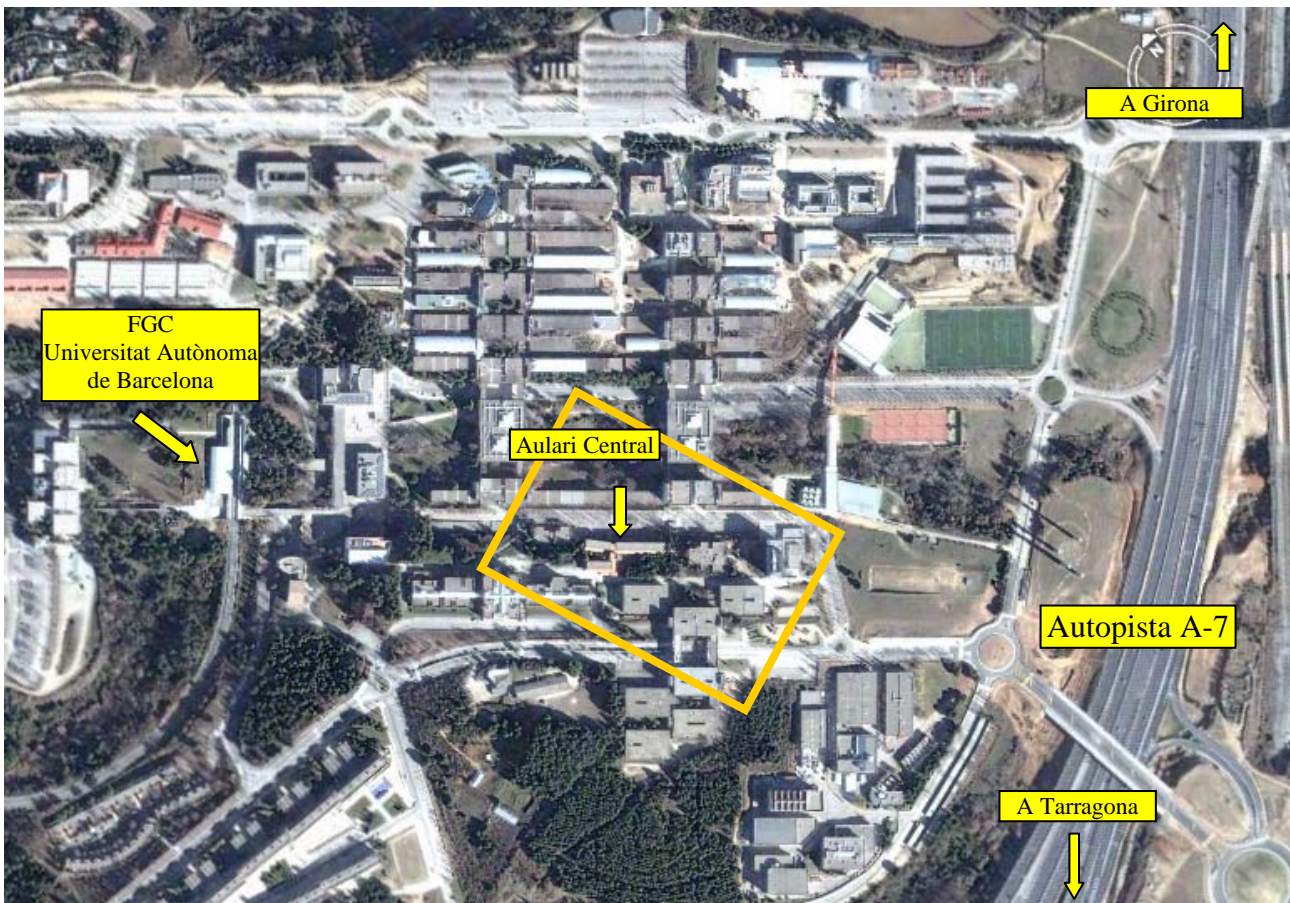 N
A Girona
FGC
Universitat Autònoma
de Barcelona
Aulari Central
Autopista A-7
A Tarragona